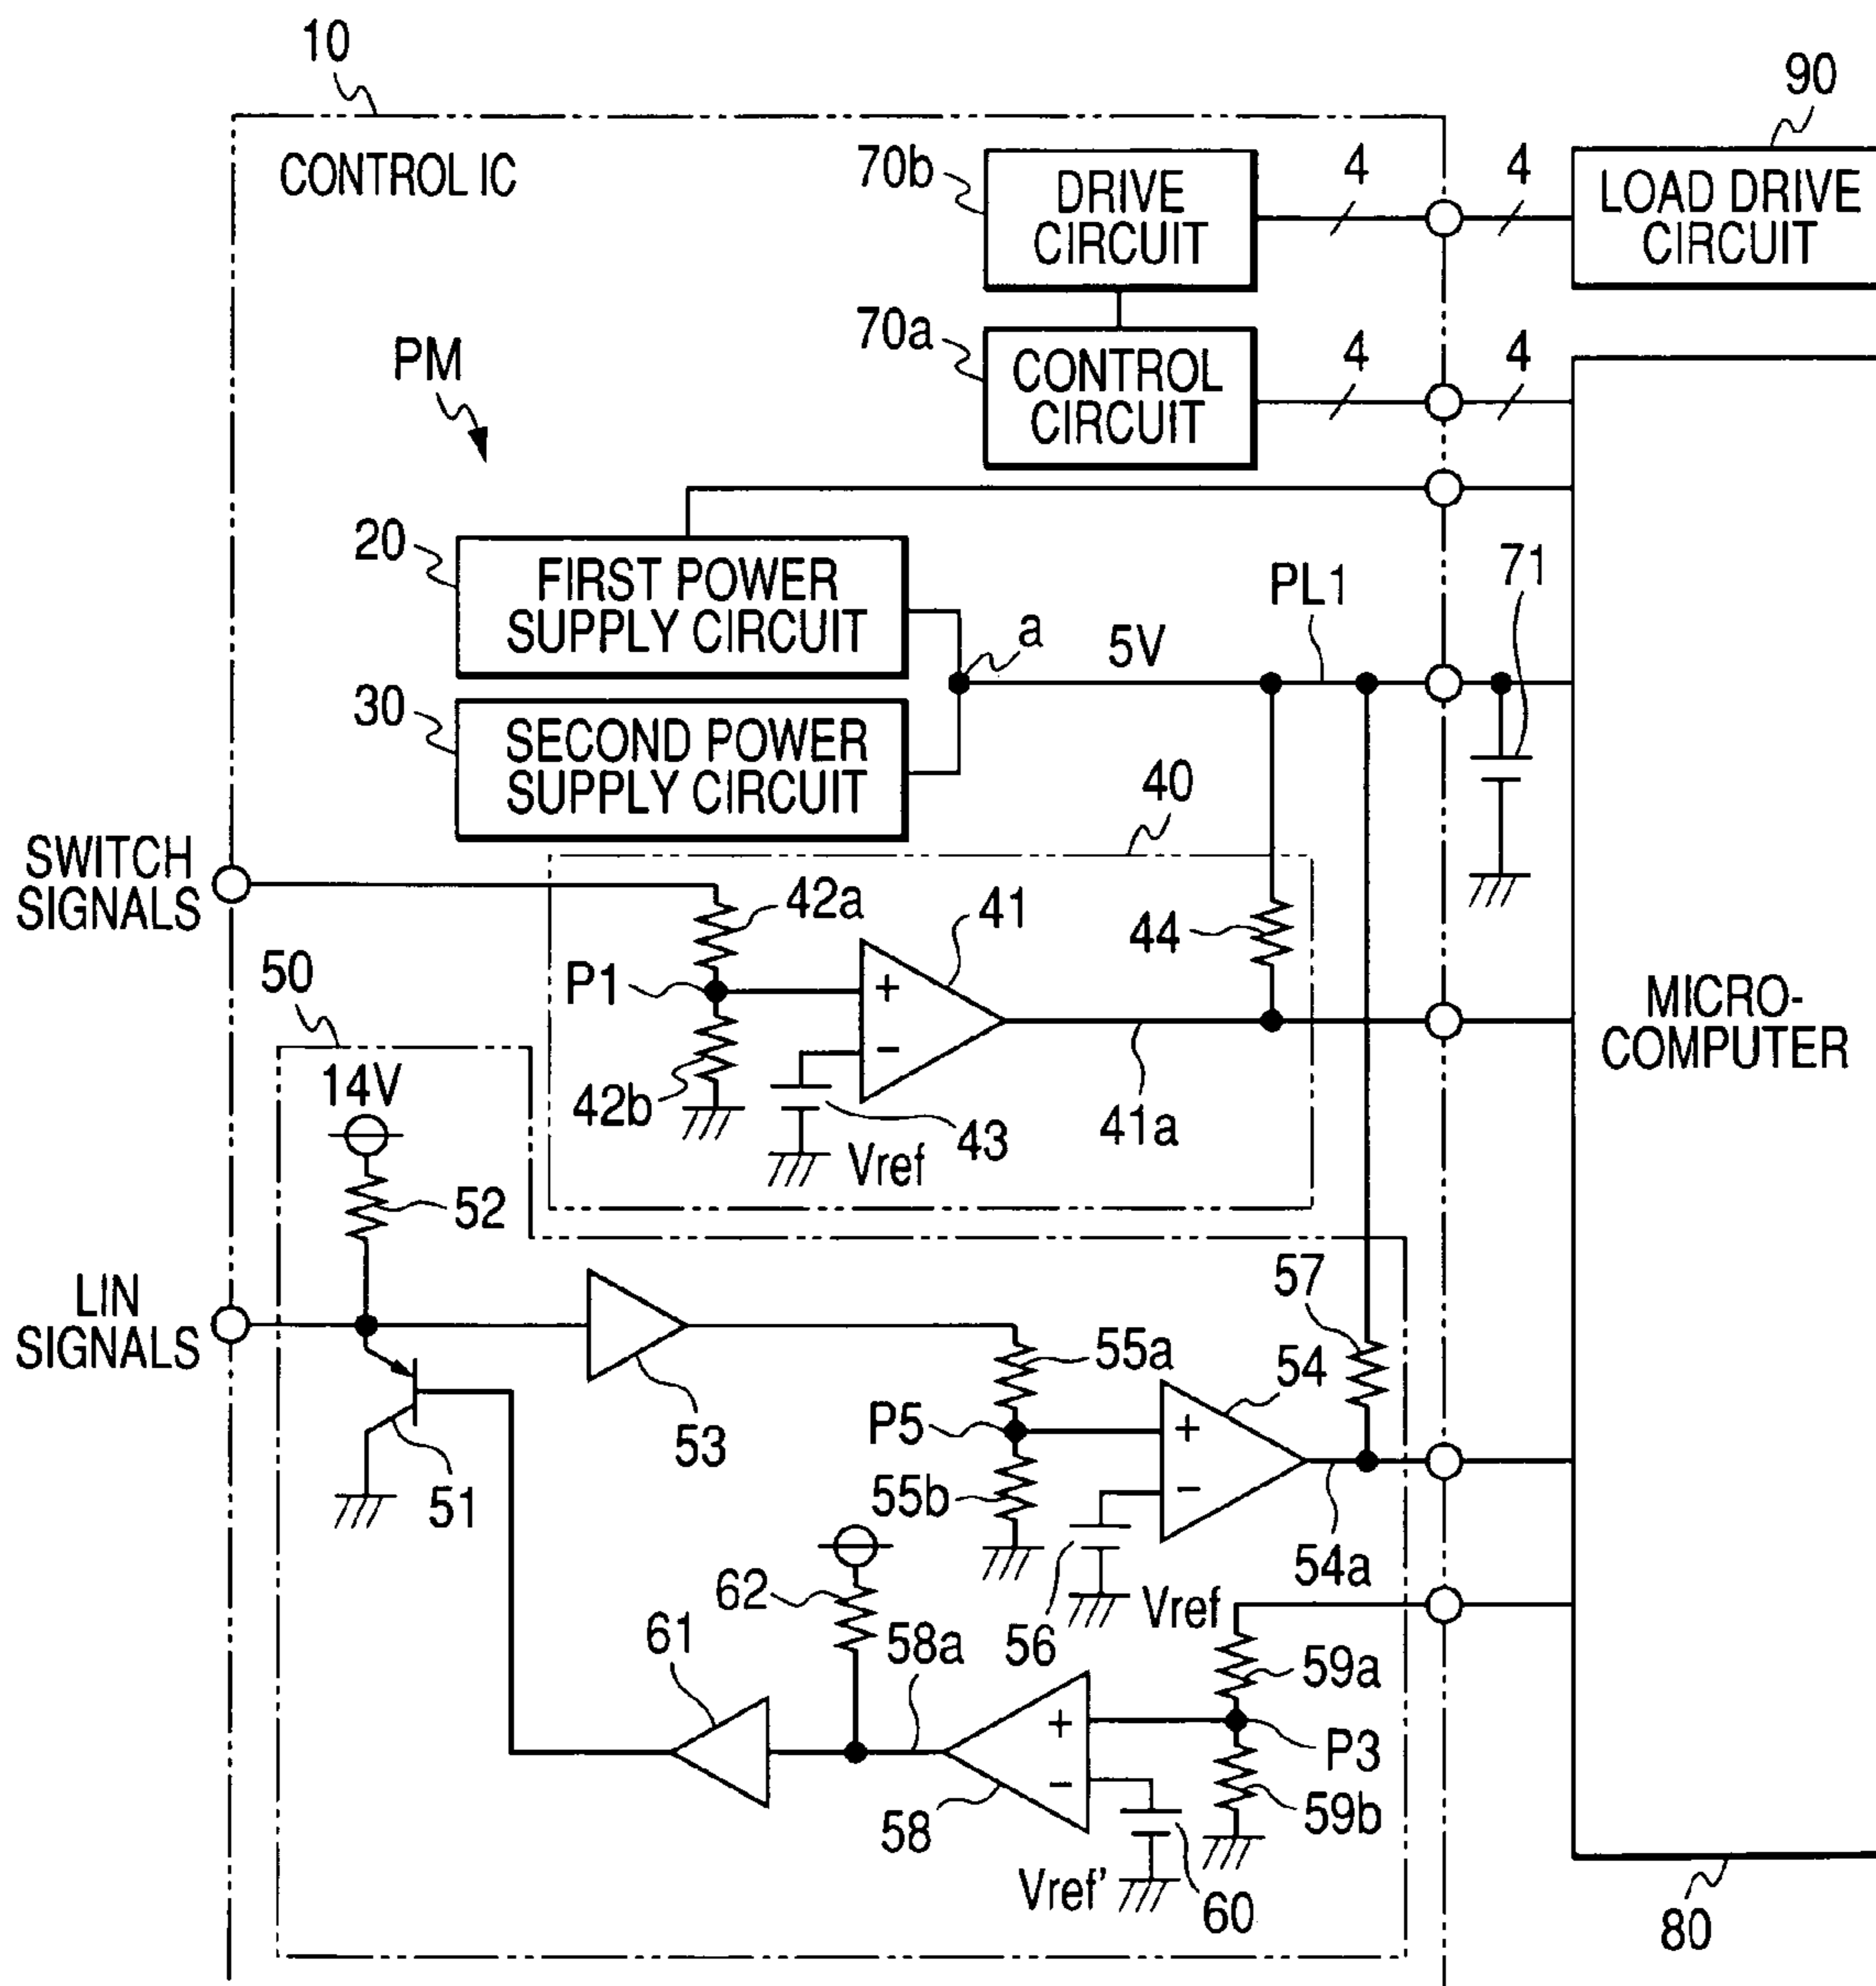 10
90
CONTROL IC
70b
DRIVE
CIRCUIT
4
4
LOAD DRIVE
CIRCUIT
70a
CONTROL
CIRCUIT
4
4
PM
20
FIRST POWER
SUPPLY CIRCUIT
a
5V
PL1
71
30
SECOND POWER
SUPPLY CIRCUIT
40
SWITCH
SIGNALS
42a
41
44
50
P1
+
−
MICRO-
COMPUTER
14V
42b
43
41a
Vref
52
LIN
SIGNALS
57
55a
54
53
P5
+
−
51
55b
54a
62
56
Vref
61
58a
59a
+
−
P3
58
59b
Vref'
60
80